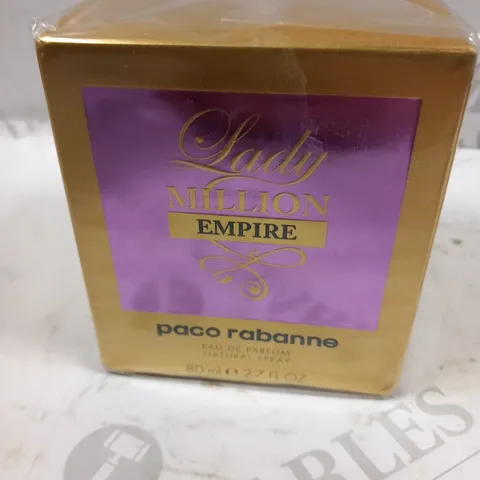 Lady
MILLION
EMPIRE
paco rabanne
EAU DE PARFUM
NATURAL SPRAY
80 ml ℮ 2.7 FL OZ